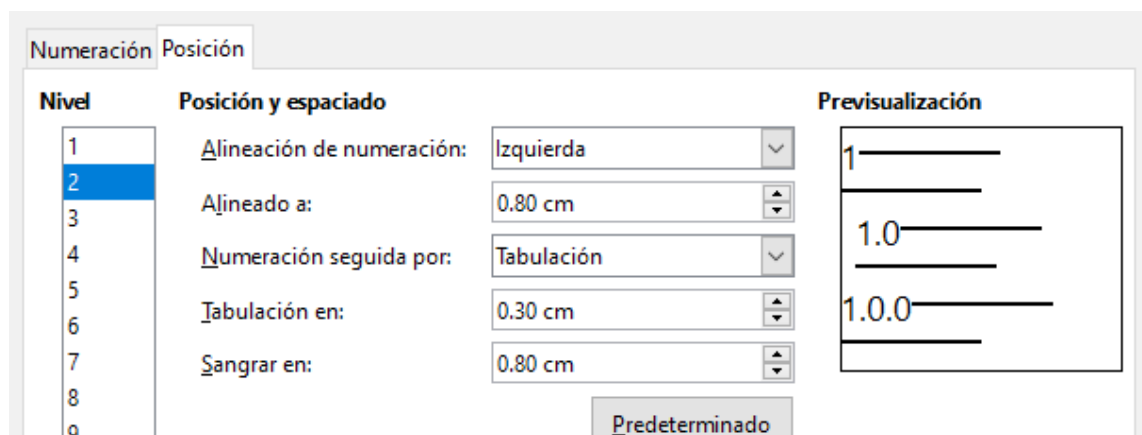 Numeración Posición
Nivel Posición y espaciado Previsualización
1 Alineación de numeración: Izquierda 1
2 Alineado a: 0.80 cm
3 1.0
4 Numeración seguida por: Tabulación
5 Tabulación en: 0.30 cm 1.0.0
6
7 Sangrar en: 0.80 cm
8 Predeterminado
9